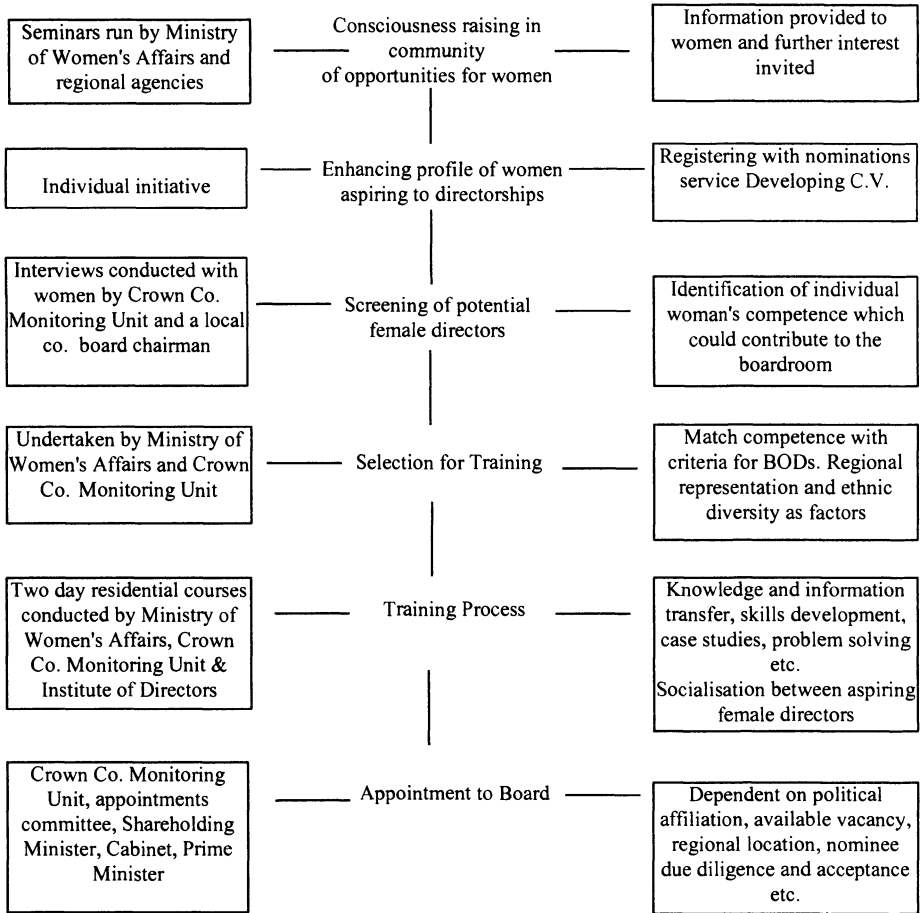 Seminars run by Ministry
of Women's Affairs and
regional agencies
Consciousness raising in
community
of opportunities for women
Information provided to
women and further interest
invited
Individual initiative
Enhancing profile of women
aspiring to directorships
Registering with nominations
service Developing C.V.
Interviews conducted with
women by Crown Co.
Monitoring Unit and a local
co. board chairman
Screening of potential
female directors
Identification of individual
woman's competence which
could contribute to the
boardroom
Undertaken by Ministry of
Women's Affairs and Crown
Co. Monitoring Unit
Selection for Training
Match competence with
criteria for BODs. Regional
representation and ethnic
diversity as factors
Two day residential courses
conducted by Ministry of
Women's Affairs, Crown
Co. Monitoring Unit &
Institute of Directors
Training Process
Knowledge and information
transfer, skills development,
case studies, problem solving
etc.
Socialisation between aspiring
female directors
Crown Co. Monitoring
Unit, appointments
committee, Shareholding
Minister, Cabinet, Prime
Minister
Appointment to Board
Dependent on political
affiliation, available vacancy,
regional location, nominee
due diligence and acceptance
etc.